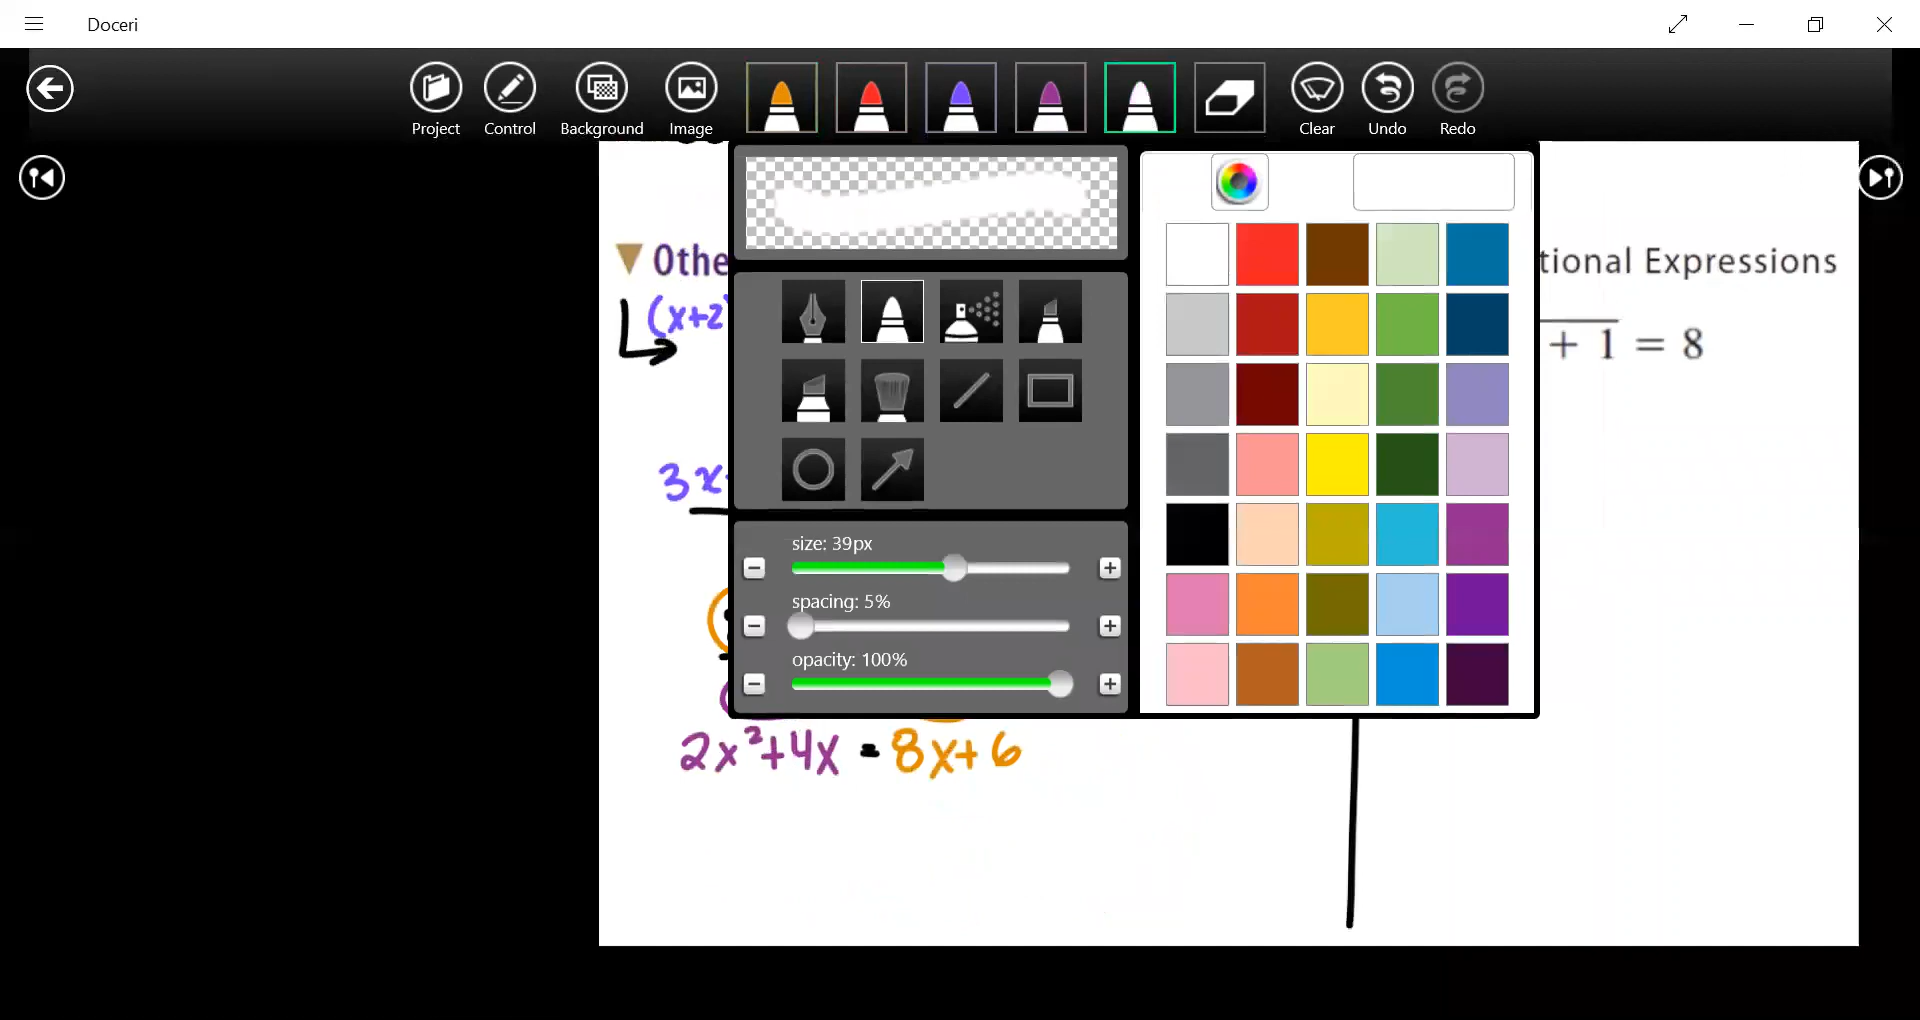 Doceri
Project Control Background Image Clear Undo Redo
Othe
tional Expressions
(x+2
+ 1 = 8
3x
size: 39px
spacing: 5%
opacity: 100%
2x²+4x = 8x+6